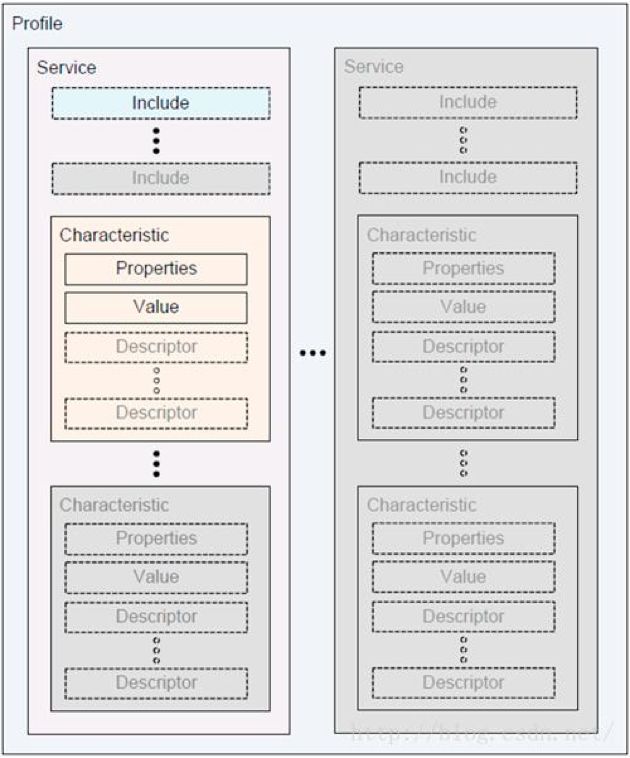 Profile
Service
Include
Include
Characteristic
Properties
Value
Descriptor
Descriptor
Characteristic
Properties
Value
Descriptor
Descriptor
Service
Include
Include
Characteristic
Properties
Value
Descriptor
Descriptor
Characteristic
Properties
Value
Descriptor
Descriptor
http://blog.csdn.net/